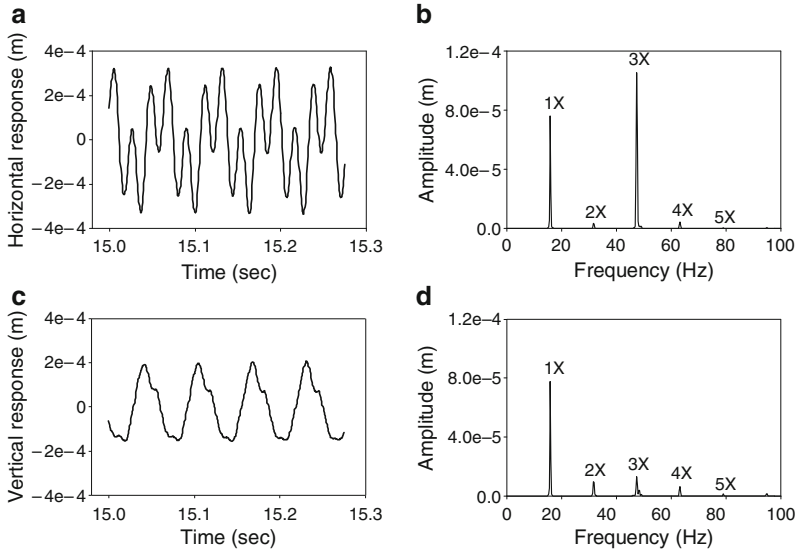 a
Horizontal response (m)
4e−4
2e−4
0
−2e−4
−4e−4
15.0
15.1
15.2
15.3
Time (sec)
b
Amplitude (m)
1.2e−4
8.0e−5
4.0e−5
0.0
1X
2X
3X
4X
5X
0
20
40
60
80
100
Frequency (Hz)
c
Vertical response (m)
4e−4
2e−4
0
−2e−4
−4e−4
15.0
15.1
15.2
15.3
Time (sec)
d
Amplitude (m)
1.2e−4
8.0e−5
4.0e−5
0.0
1X
2X
3X
4X
5X
0
20
40
60
80
100
Frequency (Hz)